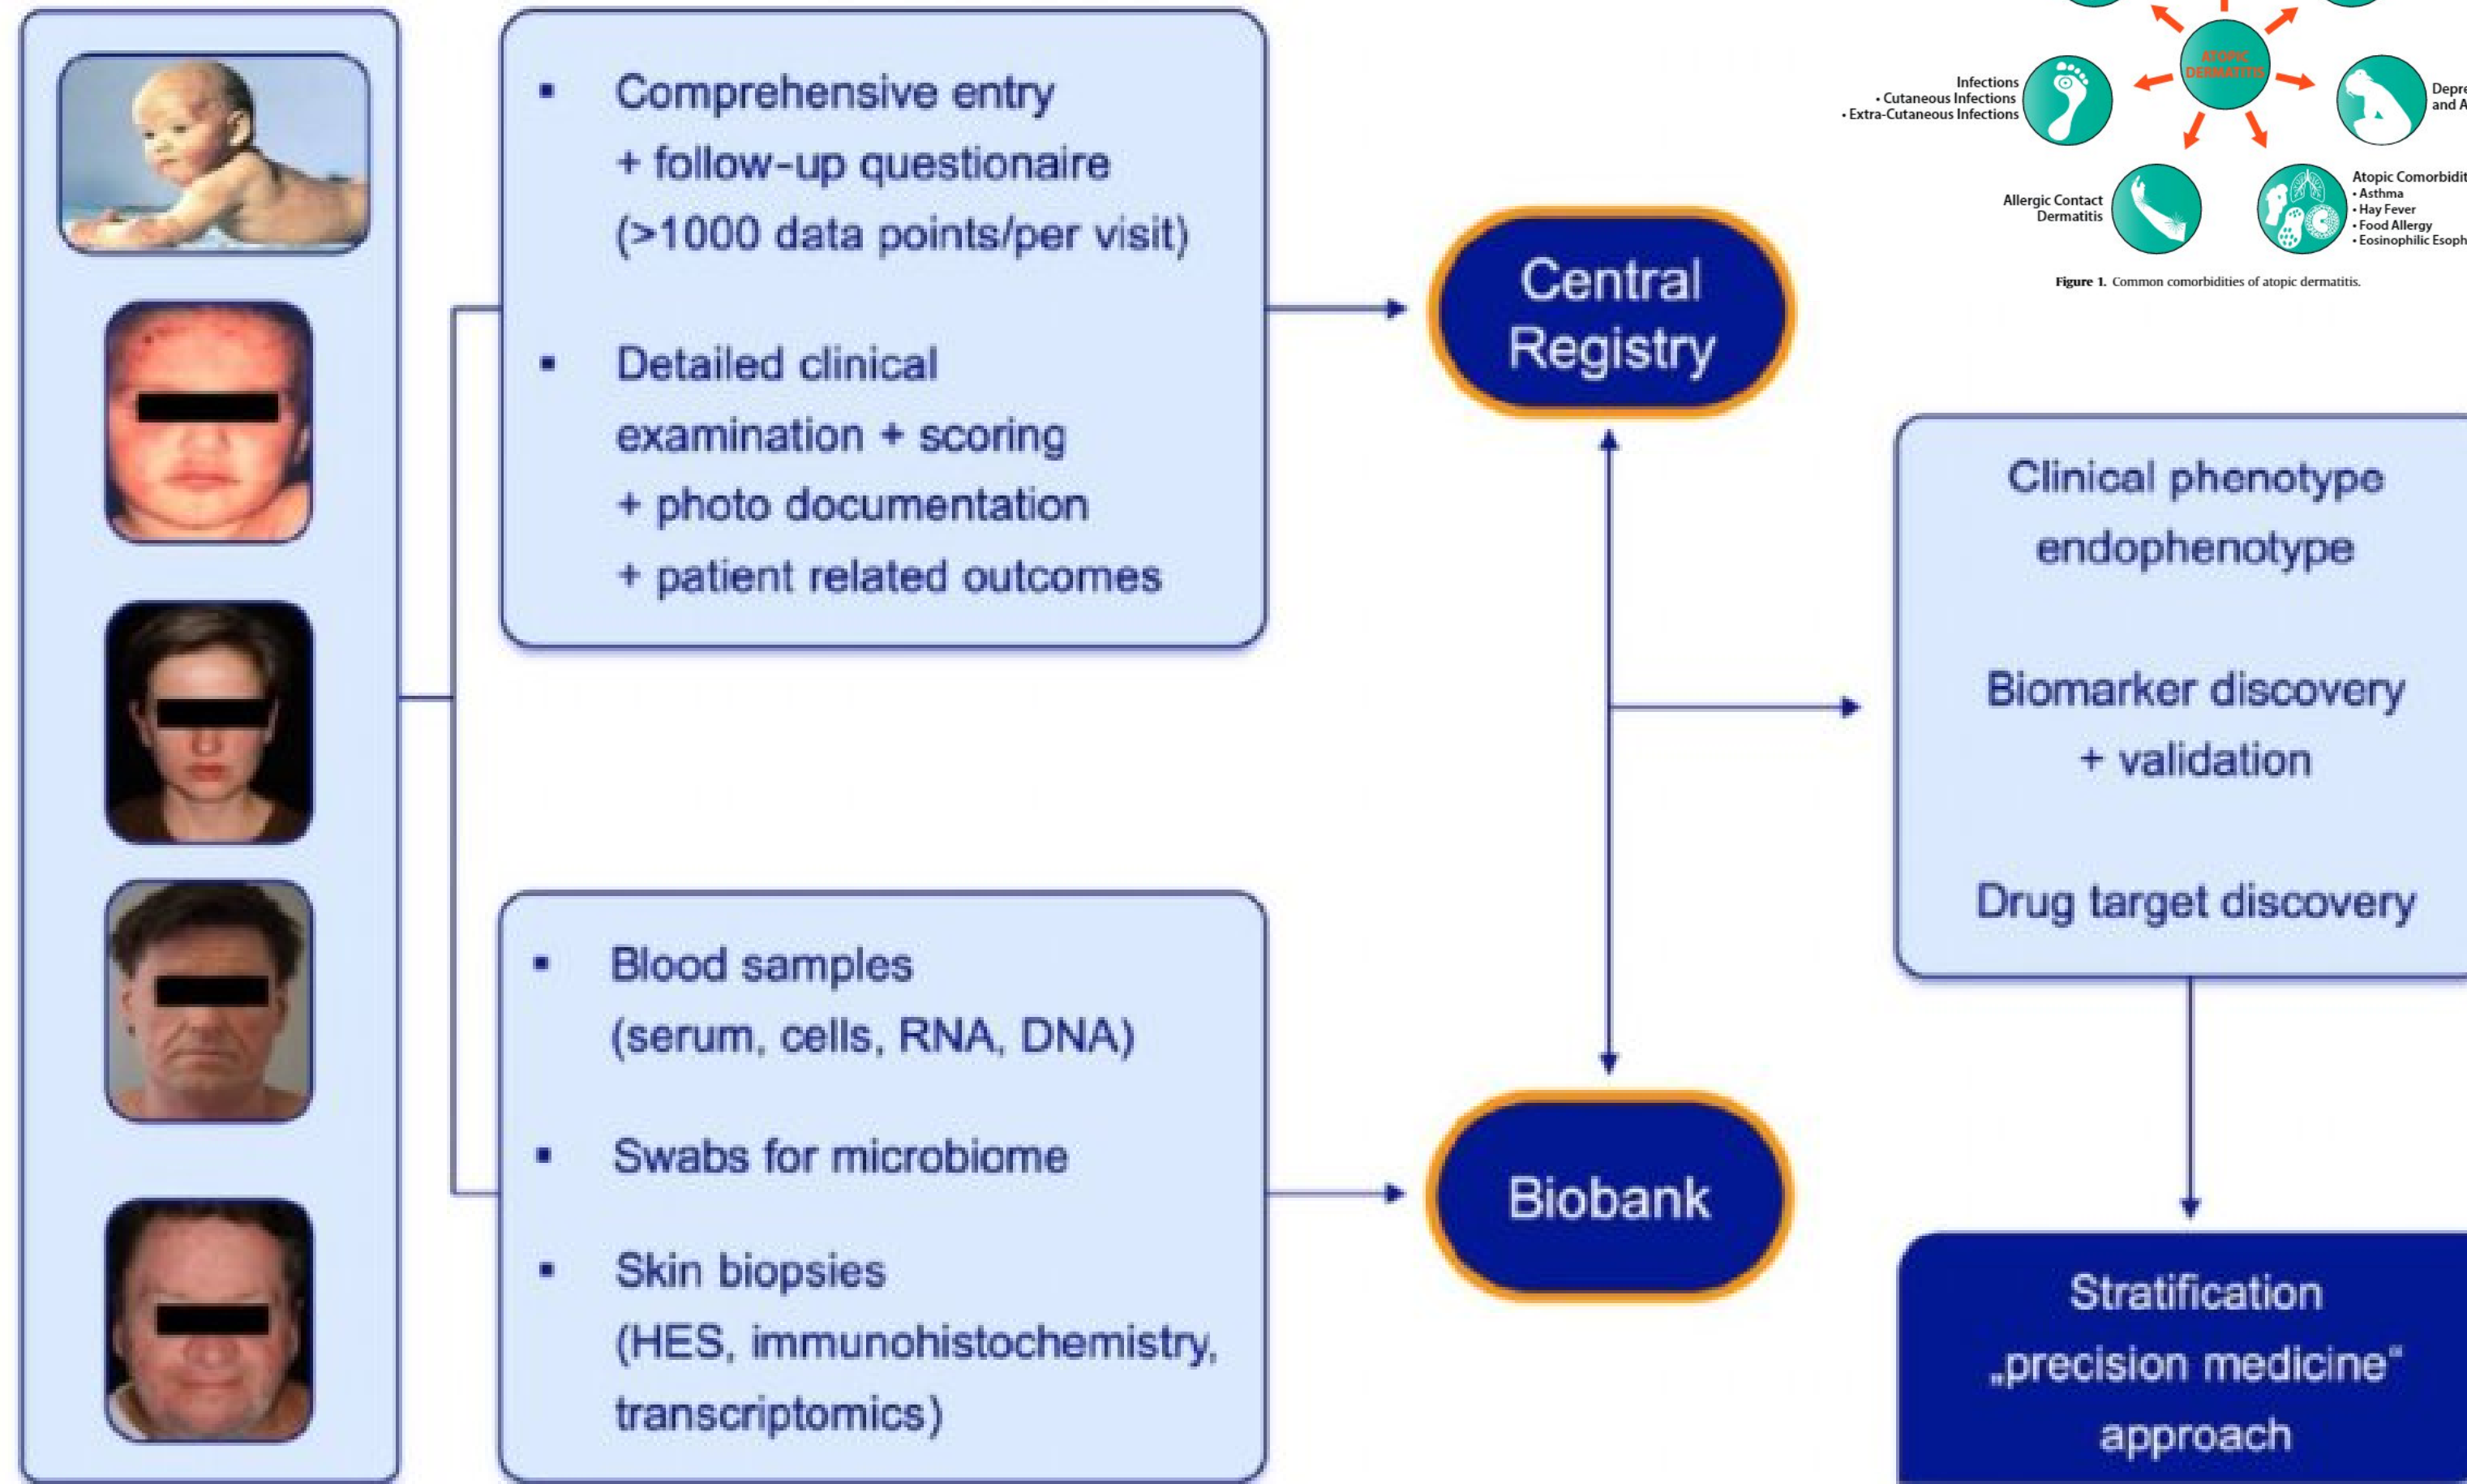 ▪ Comprehensive entry
+ follow-up questionaire
(>1000 data points/per visit)
▪ Detailed clinical
examination + scoring
+ photo documentation
+ patient related outcomes
▪ Blood samples
(serum, cells, RNA, DNA)
▪ Swabs for microbiome
▪ Skin biopsies
(HES, immunohistochemistry,
transcriptomics)
Central
Registry
Biobank
ATOPIC
DERMATITIS
Infections
• Cutaneous Infections
• Extra-Cutaneous Infections
and
Allergic Contact
Dermatitis
Atopic
• Asthma
• Hay Fever
• Food Allergy
• Eosinophilic
Figure 1. Common comorbidities of atopic dermatitis.
Clinical phenotype
endophenotype
Biomarker discovery
+ validation
Drug target discovery
Stratification
„precision medicine“
approach